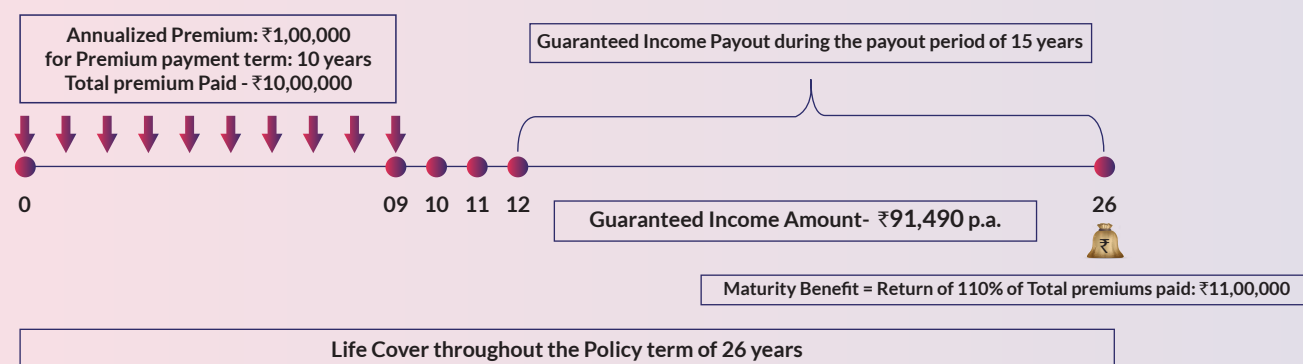 Annualized Premium: ₹1,00,000
for Premium payment term: 10 years
Total premium Paid - ₹10,00,000
Guaranteed Income Payout during the payout period of 15 years
0
09 10 11 12
26
Guaranteed Income Amount- ₹91,490 p.a.
₹
Maturity Benefit = Return of 110% of Total premiums paid: ₹11,00,000
Life Cover throughout the Policy term of 26 years